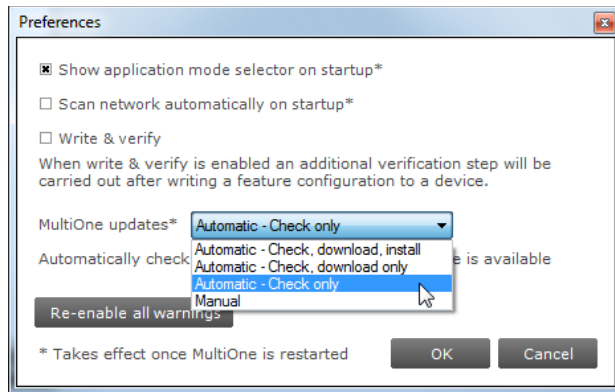 Preferences
Show application mode selector on startup*
Scan network automatically on startup*
Write & verify
When write & verify is enabled an additional verification step will be
carried out after writing a feature configuration to a device.
MultiOne updates* Automatic - Check only
Automatic - Check, download, install
Automatic - Check, download only
Automatically check e is available
Automatic - Check only
Manual
Re-enable all warnings
* Takes effect once MultiOne is restarted OK Cancel